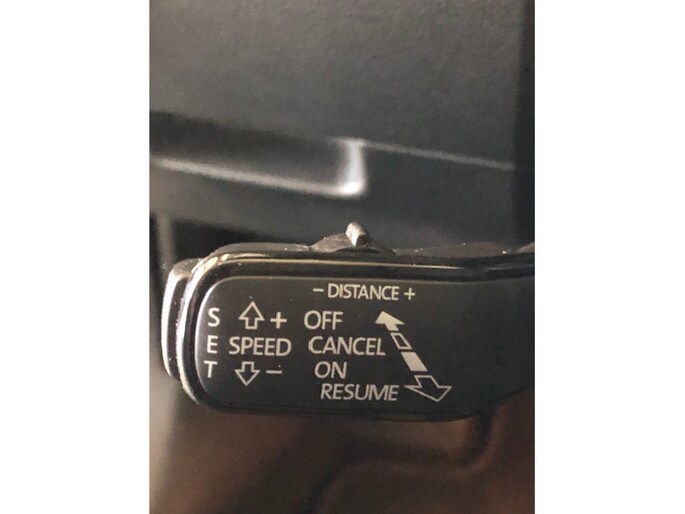 − DISTANCE +
S + OFF
E SPEED CANCEL
T − ON
RESUME